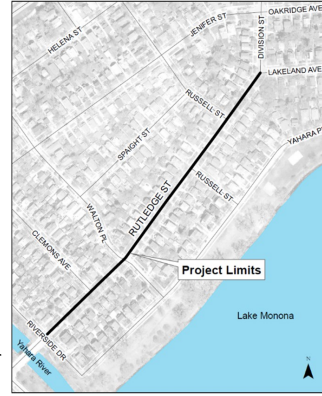 OAKRIDGE AVE
JENIFER ST
DIVISION ST
HELENA ST
LAKELAND AVE
RUSSELL ST
SPAIGHT ST
YAHARA P
RUTLEDGE ST
RUSSELL ST
WALTON PL
CLEMONS AVE
Project Limits
Lake Monona
RIVERSIDE DR
Yahara River
N